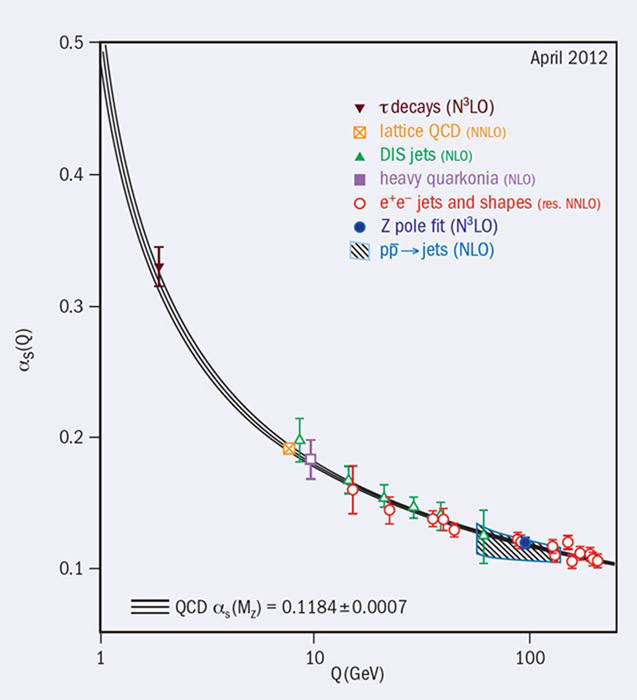 0.5
April 2012
τ decays (N³LO)
lattice QCD (NNLO)
DIS jets (NLO)
0.4
heavy quarkonia (NLO)
e⁺e⁻ jets and shapes (res. NNLO)
Z pole fit (N³LO)
pp̄→jets (NLO)
0.3
αs(Q)
0.2
0.1
QCD αs(MZ) = 0.1184±0.0007
1 10 100
Q(GeV)